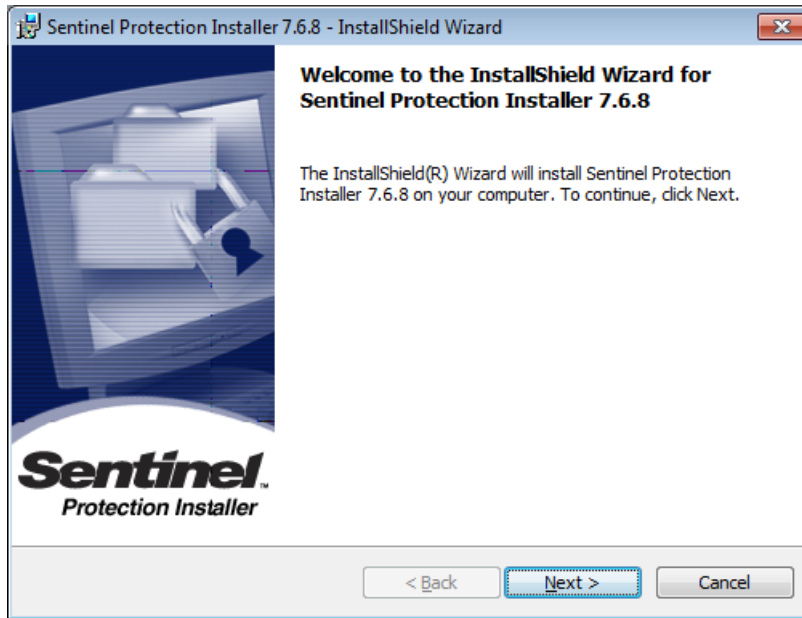 Sentinel Protection Installer 7.6.8 - InstallShield Wizard
Welcome to the InstallShield Wizard for
Sentinel Protection Installer 7.6.8
The InstallShield(R) Wizard will install Sentinel Protection
Installer 7.6.8 on your computer. To continue, click Next.
Sentinel™
Protection Installer
< Back Next > Cancel